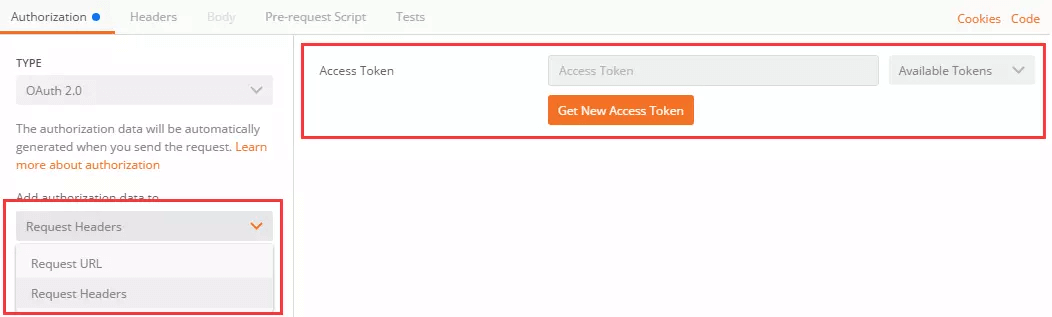 Authorization
Headers
Body
Pre-request Script
Tests
Cookies
Code
TYPE
OAuth 2.0
The authorization data will be automatically
generated when you send the request. Learn
more about authorization
Add authorization data to
Request Headers
Request URL
Request Headers
Access Token
Access Token
Available Tokens
Get New Access Token